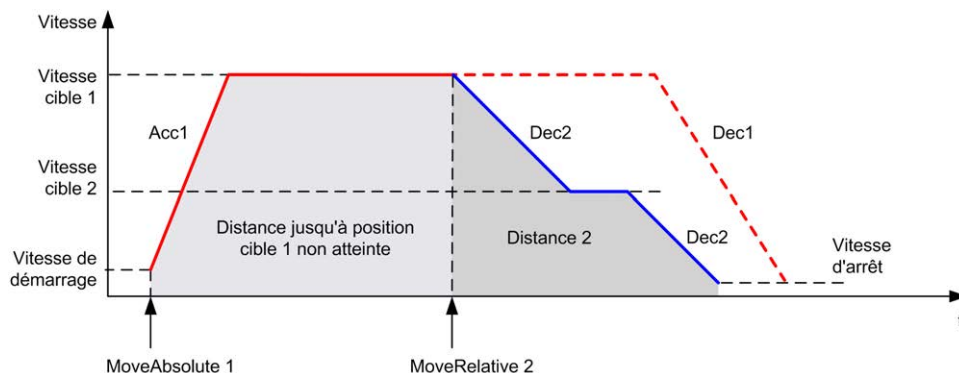 Vitesse
Vitesse
cible 1
Acc1
Dec2
Dec1
Vitesse
cible 2
Distance jusqu'à position
cible 1 non atteinte
Distance 2
Dec2
Vitesse
d'arrêt
Vitesse de
démarrage
MoveAbsolute 1
MoveRelative 2